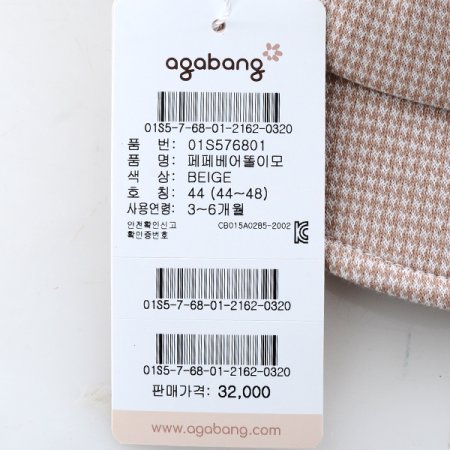 agabang
01S5-7-68-01-2162-0320
품 번: 01S576801
품 명: 페페베어똘이모
색 상: BEIGE
호 칭: 44 (44~48)
사용연령: 3~6개월
안전확인신고
확인증번호 CB015A0285-2002
01S5-7-68-01-2162-0320
01S5-7-68-01-2162-0320
판매가격: 32,000
www.agabang.com